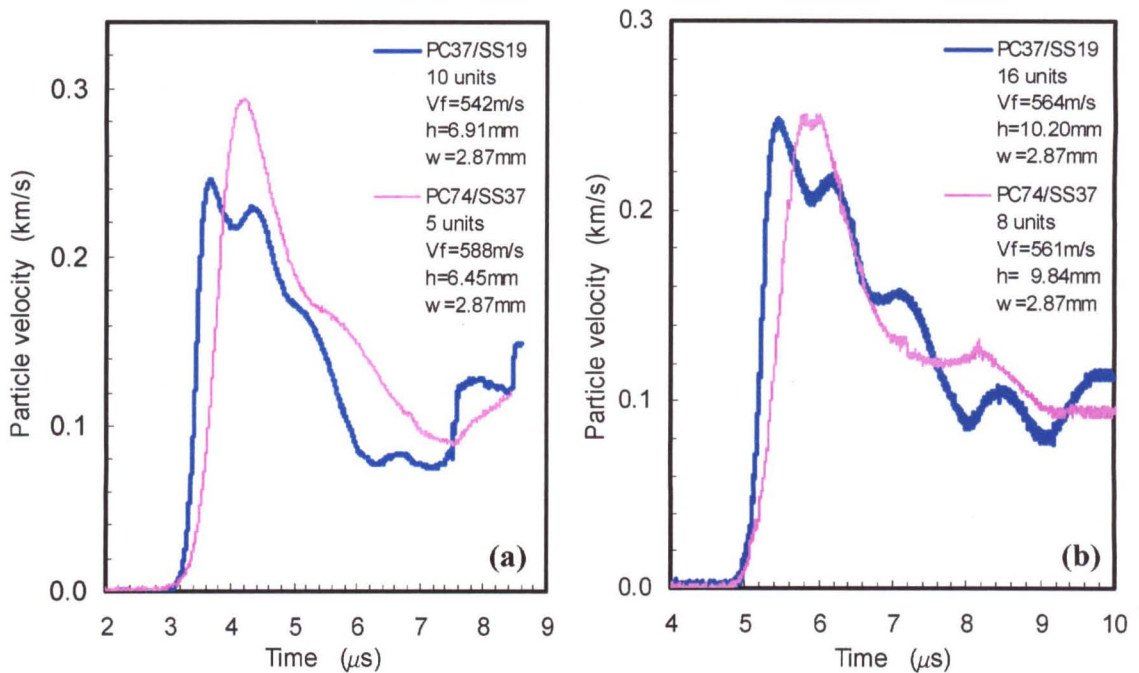 PC37/SS19
10 units
Vf=542m/s
h=6.91mm
w=2.87mm
PC74/SS37
5 units
Vf=588m/s
h=6.45mm
w=2.87mm
(a)
Particle velocity (km/s)
0.3
0.2
0.1
0.0
2 3 4 5 6 7 8 9
Time (μs)
PC37/SS19
16 units
Vf=564m/s
h=10.20mm
w=2.87mm
PC74/SS37
8 units
Vf=561m/s
h= 9.84mm
w=2.87mm
(b)
Particle velocity (km/s)
0.3
0.2
0.1
0.0
4 5 6 7 8 9 10
Time (μs)